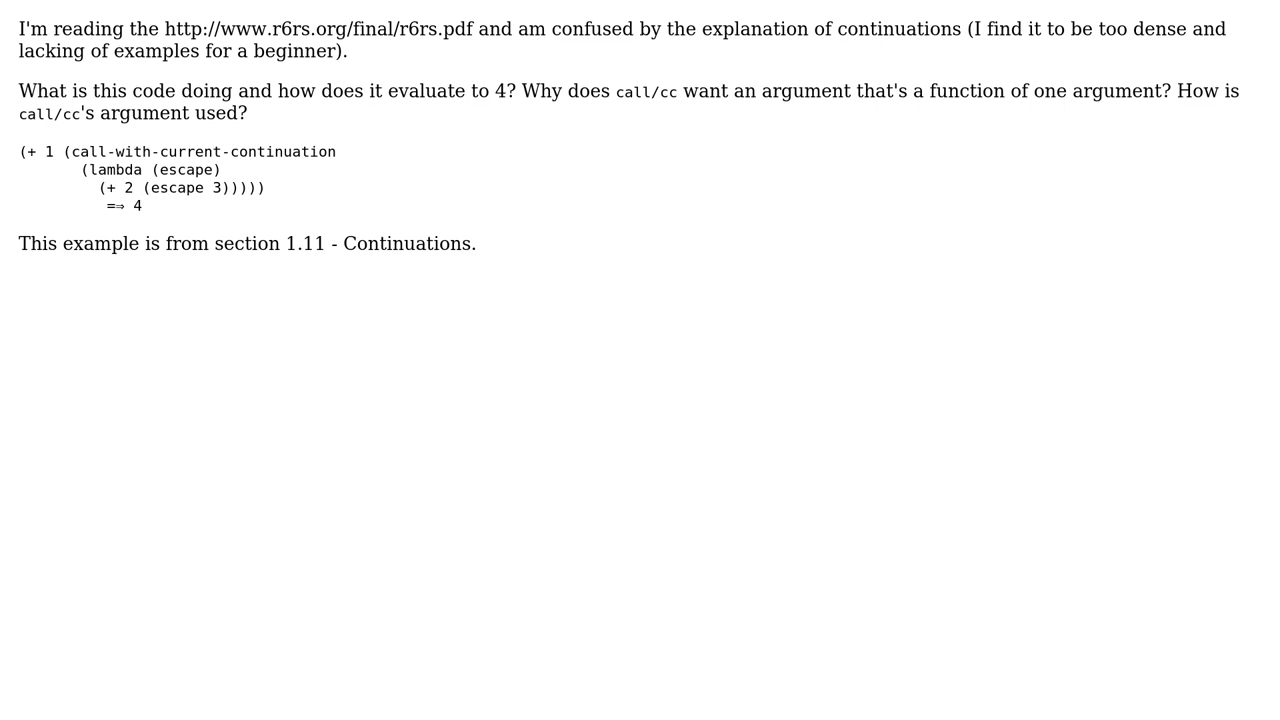 I'm reading the http://www.r6rs.org/final/r6rs.pdf and am confused by the explanation of continuations (I find it to be too dense and
lacking of examples for a beginner).
What is this code doing and how does it evaluate to 4? Why does call/cc want an argument that's a function of one argument? How is
call/cc's argument used?
(+ 1 (call-with-current-continuation
       (lambda (escape)
         (+ 2 (escape 3)))))
          =⇒ 4
This example is from section 1.11 - Continuations.